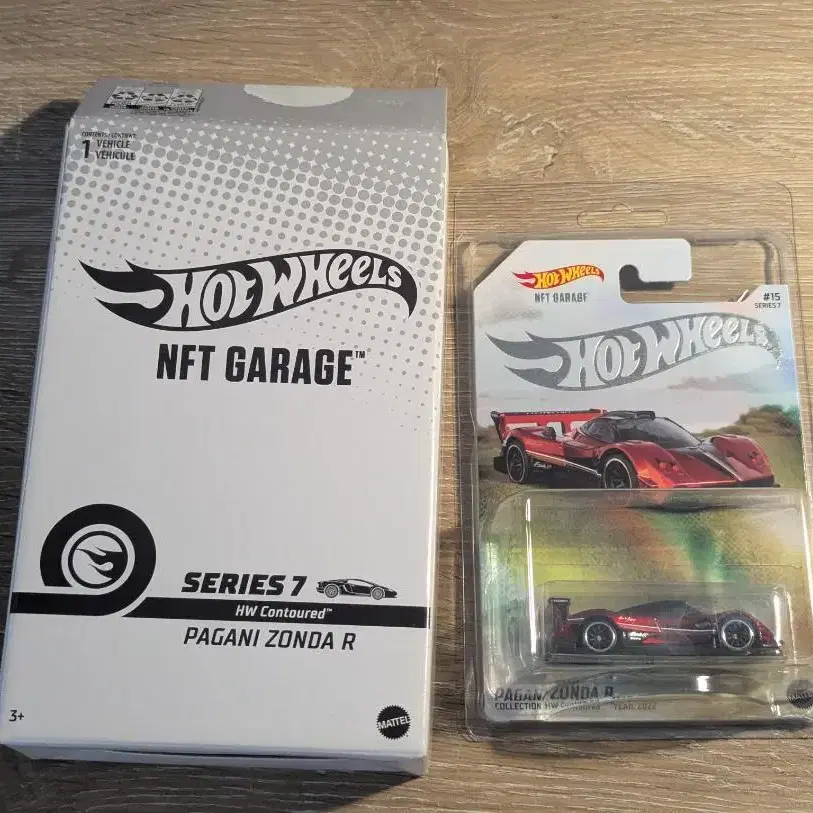 CONTENTS / CONTENU:
1 VEHICLE
VÉHICULE
HOT WHEELS
NFT GARAGE™
SERIES 7
HW Contoured™
PAGANI ZONDA R
3+
MATTEL
HOT WHEELS
NFT GARAGE
#15
SERIES 7
HOT WHEELS
PAGANI ZONDA R
COLLECTION HW Contoured™ YEAR 2022